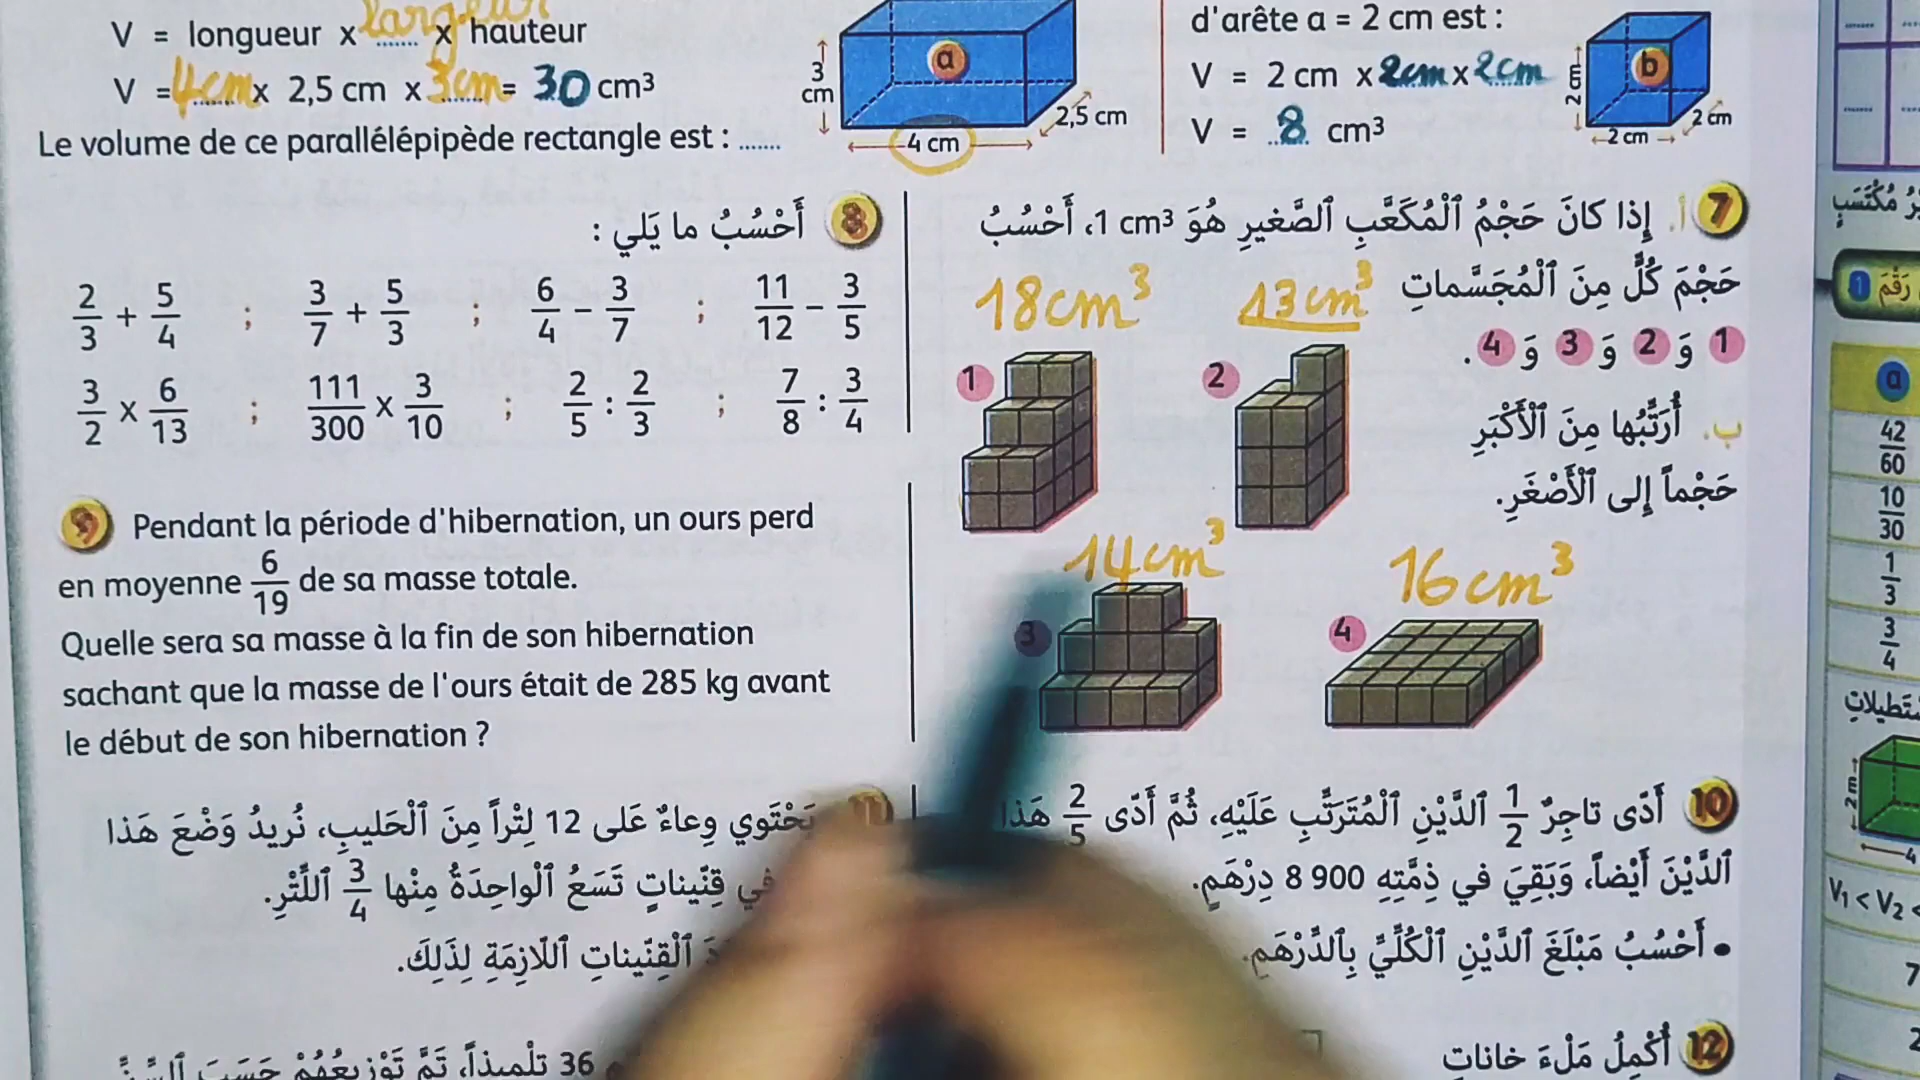 V = longueur x largeur x hauteur
V = 4cm x 2,5 cm x 3cm = 30 cm³
Le volume de ce parallélépipède rectangle est : .......
a
3 cm
4 cm
2,5 cm
d'arête a = 2 cm est :
V = 2 cm x 2cm x 2cm
V = 8 cm³
b
2 cm
2 cm
2 cm
7 أ. إِذا كانَ حَجْمُ ٱلْمُكَعَّبِ ٱلصَّغيرِ هُوَ 1 cm³، أَحْسُبُ
حَجْمَ كُلٍّ مِنَ ٱلْمُجَسَّماتِ
1 وَ 2 وَ 3 وَ 4 .
ب. أُرَتِّبُها مِنَ ٱلْأَكْبَرِ
حَجْماً إِلى ٱلْأَصْغَرِ.
18cm³
13cm³
1
2
14cm³
16cm³
3
4
8 أَحْسُبُ ما يَلي :
2/3 + 5/4 ; 3/7 + 5/3 ; 6/4 - 3/7 ; 11/12 - 3/5
3/2 x 6/13 ; 111/300 x 3/10 ; 2/5 : 2/3 ; 7/8 : 3/4
9 Pendant la période d'hibernation, un ours perd
en moyenne 6/19 de sa masse totale.
Quelle sera sa masse à la fin de son hibernation
sachant que la masse de l'ours était de 285 kg avant
le début de son hibernation ?
10 أَدّى تاجِرٌ 1/2 ٱلدَّيْنِ ٱلْمُتَرَتِّبِ عَلَيْهِ، ثُمَّ أَدّى 2/5 هَذا
ٱلدَّيْنَ أَيْضاً، وَبَقِيَ في ذِمَّتِهِ 8 900 دِرْهَمٍ.
• أَحْسُبُ مَبْلَغَ ٱلدَّيْنِ ٱلْكُلِّيِّ بِٱلدِّرْهَمِ.
11 يَحْتَوي وِعاءٌ عَلى 12 لِتْراً مِنَ ٱلْحَليبِ، نُريدُ وَضْعَ هَذا
في قِنّيناتٍ تَسَعُ ٱلْواحِدَةُ مِنْها 3/4 ٱللِّتْرِ.
ٱلْقِنّيناتِ ٱللّازِمَةِ لِذَلِكَ.
12 أُكْمِلُ مَلْءَ خاناتِ
36 تِلْميذاً، تَمَّ تَوْزيعُهُمْ حَسَبَ
مُكْتَسَبٍ
رَقْمَ 1
a
42/60
10/30
1/3
3/4
2 m
4
V₁ < V₂ <
7
2